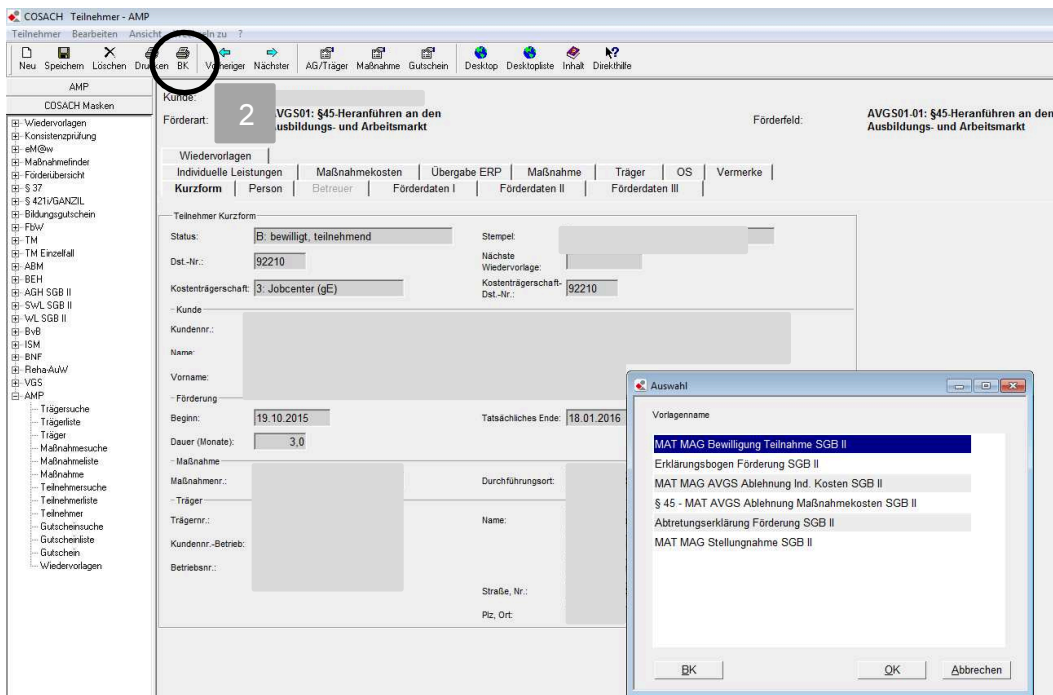 COSACH Teilnehmer - AMP
Teilnehmer Bearbeiten Ansicht zu ?
Neu Speichern Löschen Drucken BK Vorheriger Nächster AG/Träger Maßnahme Gutschein Desktop Desktopliste Inhalt Direkthilfe
AMP
COSACH Masken
Wiedervorlagen
Konsistenzprüfung
eM@w
Maßnahmefinder
Förderübersicht
§ 37
§ 421i/GANZIL
Bildungsgutschein
FbW
TM
TM Einzelfall
ABM
BEH
AGH SGB II
SWL SGB II
WL SGB II
BvB
ISM
BNF
Reha-AuW
VGS
AMP
Trägersuche
Trägerliste
Träger
Maßnahmesuche
Maßnahmeliste
Maßnahme
Teilnehmersuche
Teilnehmerliste
Teilnehmer
Gutscheinsuche
Gutscheinliste
Gutschein
Wiedervorlagen
Kunde:
2
Förderart: AVGS01: §45-Heranführen an den
Ausbildungs- und Arbeitsmarkt
Förderfeld: AVGS01-01: §45-Heranführen an den
Ausbildungs- und Arbeitsmarkt
Wiedervorlagen
Individuelle Leistungen Maßnahmekosten Übergabe ERP Maßnahme Träger OS Vermerke
Kurzform Person Betreuer Förderdaten I Förderdaten II Förderdaten III
Teilnehmer Kurzform
Status: B: bewilligt, teilnehmend Stempel:
Dst.-Nr.: 92210 Nächste
Wiedervorlage:
Kostenträgerschaft: 3: Jobcenter (gE) Kostenträgerschaft-
Dst.-Nr.: 92210
Kunde
Kundennr.:
Name:
Vorname:
Förderung
Beginn: 19.10.2015 Tatsächliches Ende: 18.01.2016
Dauer (Monate): 3,0
Maßnahme
Maßnahmenr.: Durchführungsort:
Träger
Trägernr.: Name:
Kundennr.-Betrieb:
Betriebsnr.:
Straße, Nr.:
Plz, Ort:
Auswahl
Vorlagenname
MAT MAG Bewilligung Teilnahme SGB II
Erklärungsbogen Förderung SGB II
MAT MAG AVGS Ablehnung Ind. Kosten SGB II
§ 45 - MAT AVGS Ablehnung Maßnahmekosten SGB II
Abtretungserklärung Förderung SGB II
MAT MAG Stellungnahme SGB II
BK OK Abbrechen